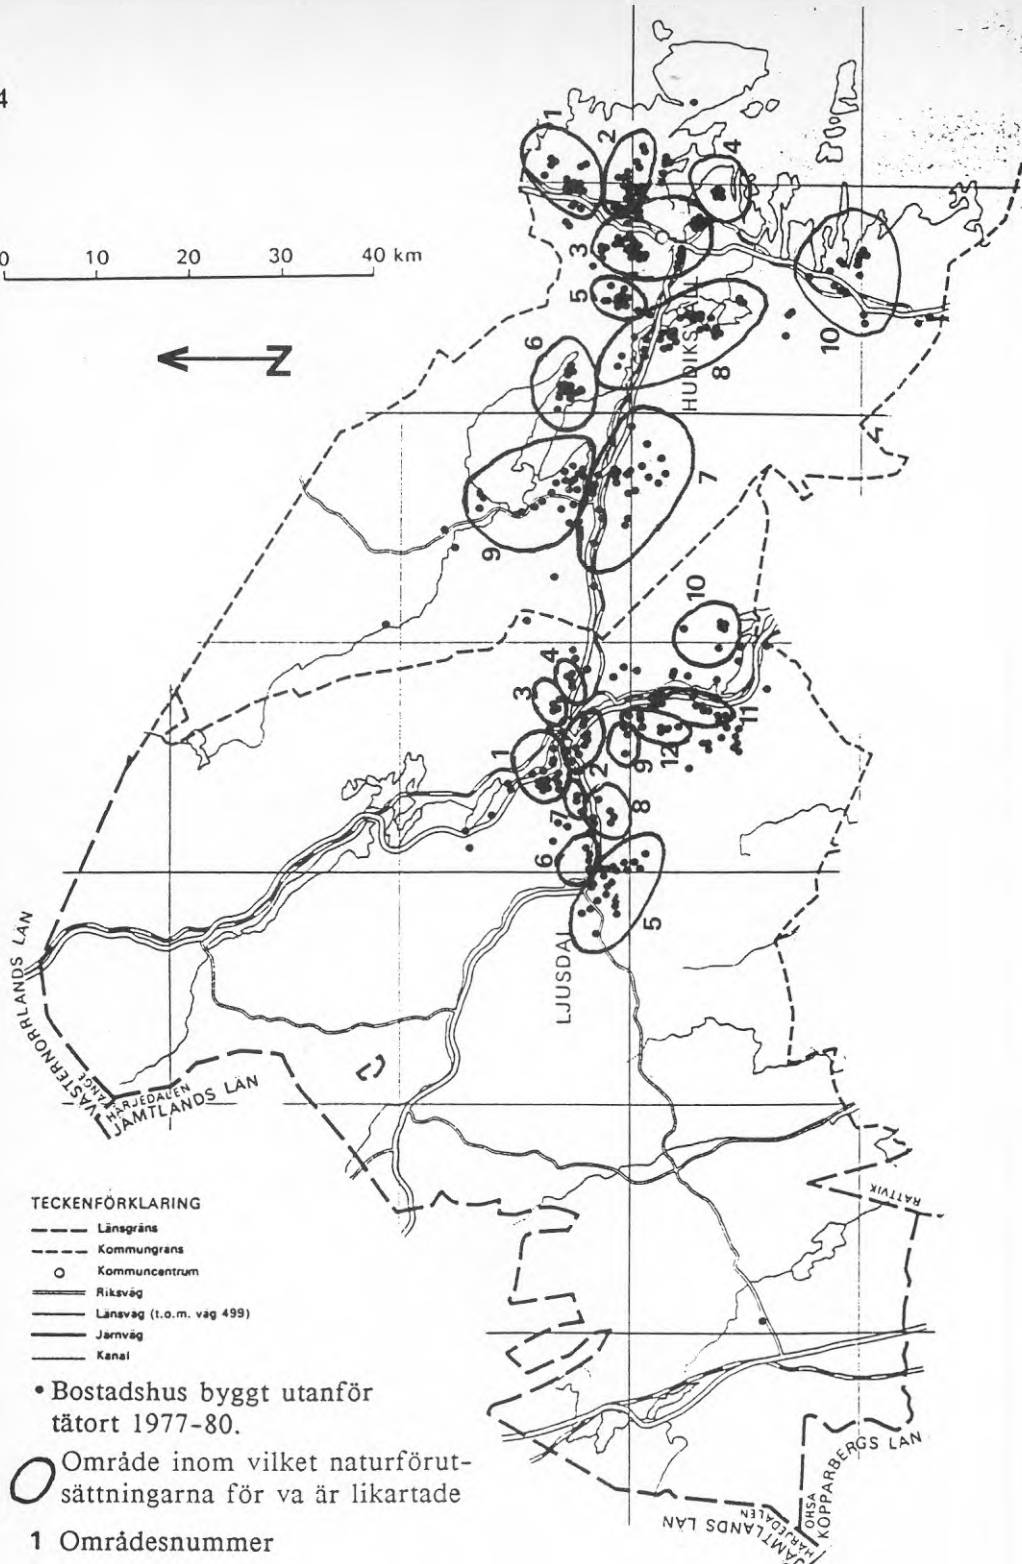 4
0 10 20 30 40 km
N
1
2
4
3
5
6
8
10
HUDIKSVALL
7
9
10
4
3
11
1
12
9
2
7
8
6
5
LJUSDAL
VÄSTERNORRLANDS LÄN
ÅNGE
HÄRJEDALEN
JÄMTLANDS LÄN
RÄTTVIK
TECKENFÖRKLARING
Länsgräns
Kommungräns
Kommuncentrum
Riksväg
Länsväg (t.o.m. väg 499)
Järnväg
Kanal
Bostadshus byggt utanför
tätort 1977-80.
Område inom vilket naturförut-
sättningarna för va är likartade
1 Områdesnummer
KOPPARBERGS LÄN
ORSA
HÄRJEDALEN
JÄMTLANDS LÄN